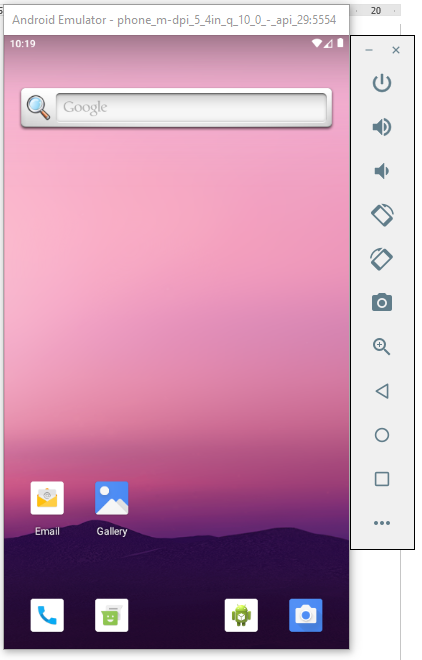 20
Android Emulator - phone_m-dpi_5_4in_q_10_0_-_api_29:5554
10:19
Google
Email
Gallery